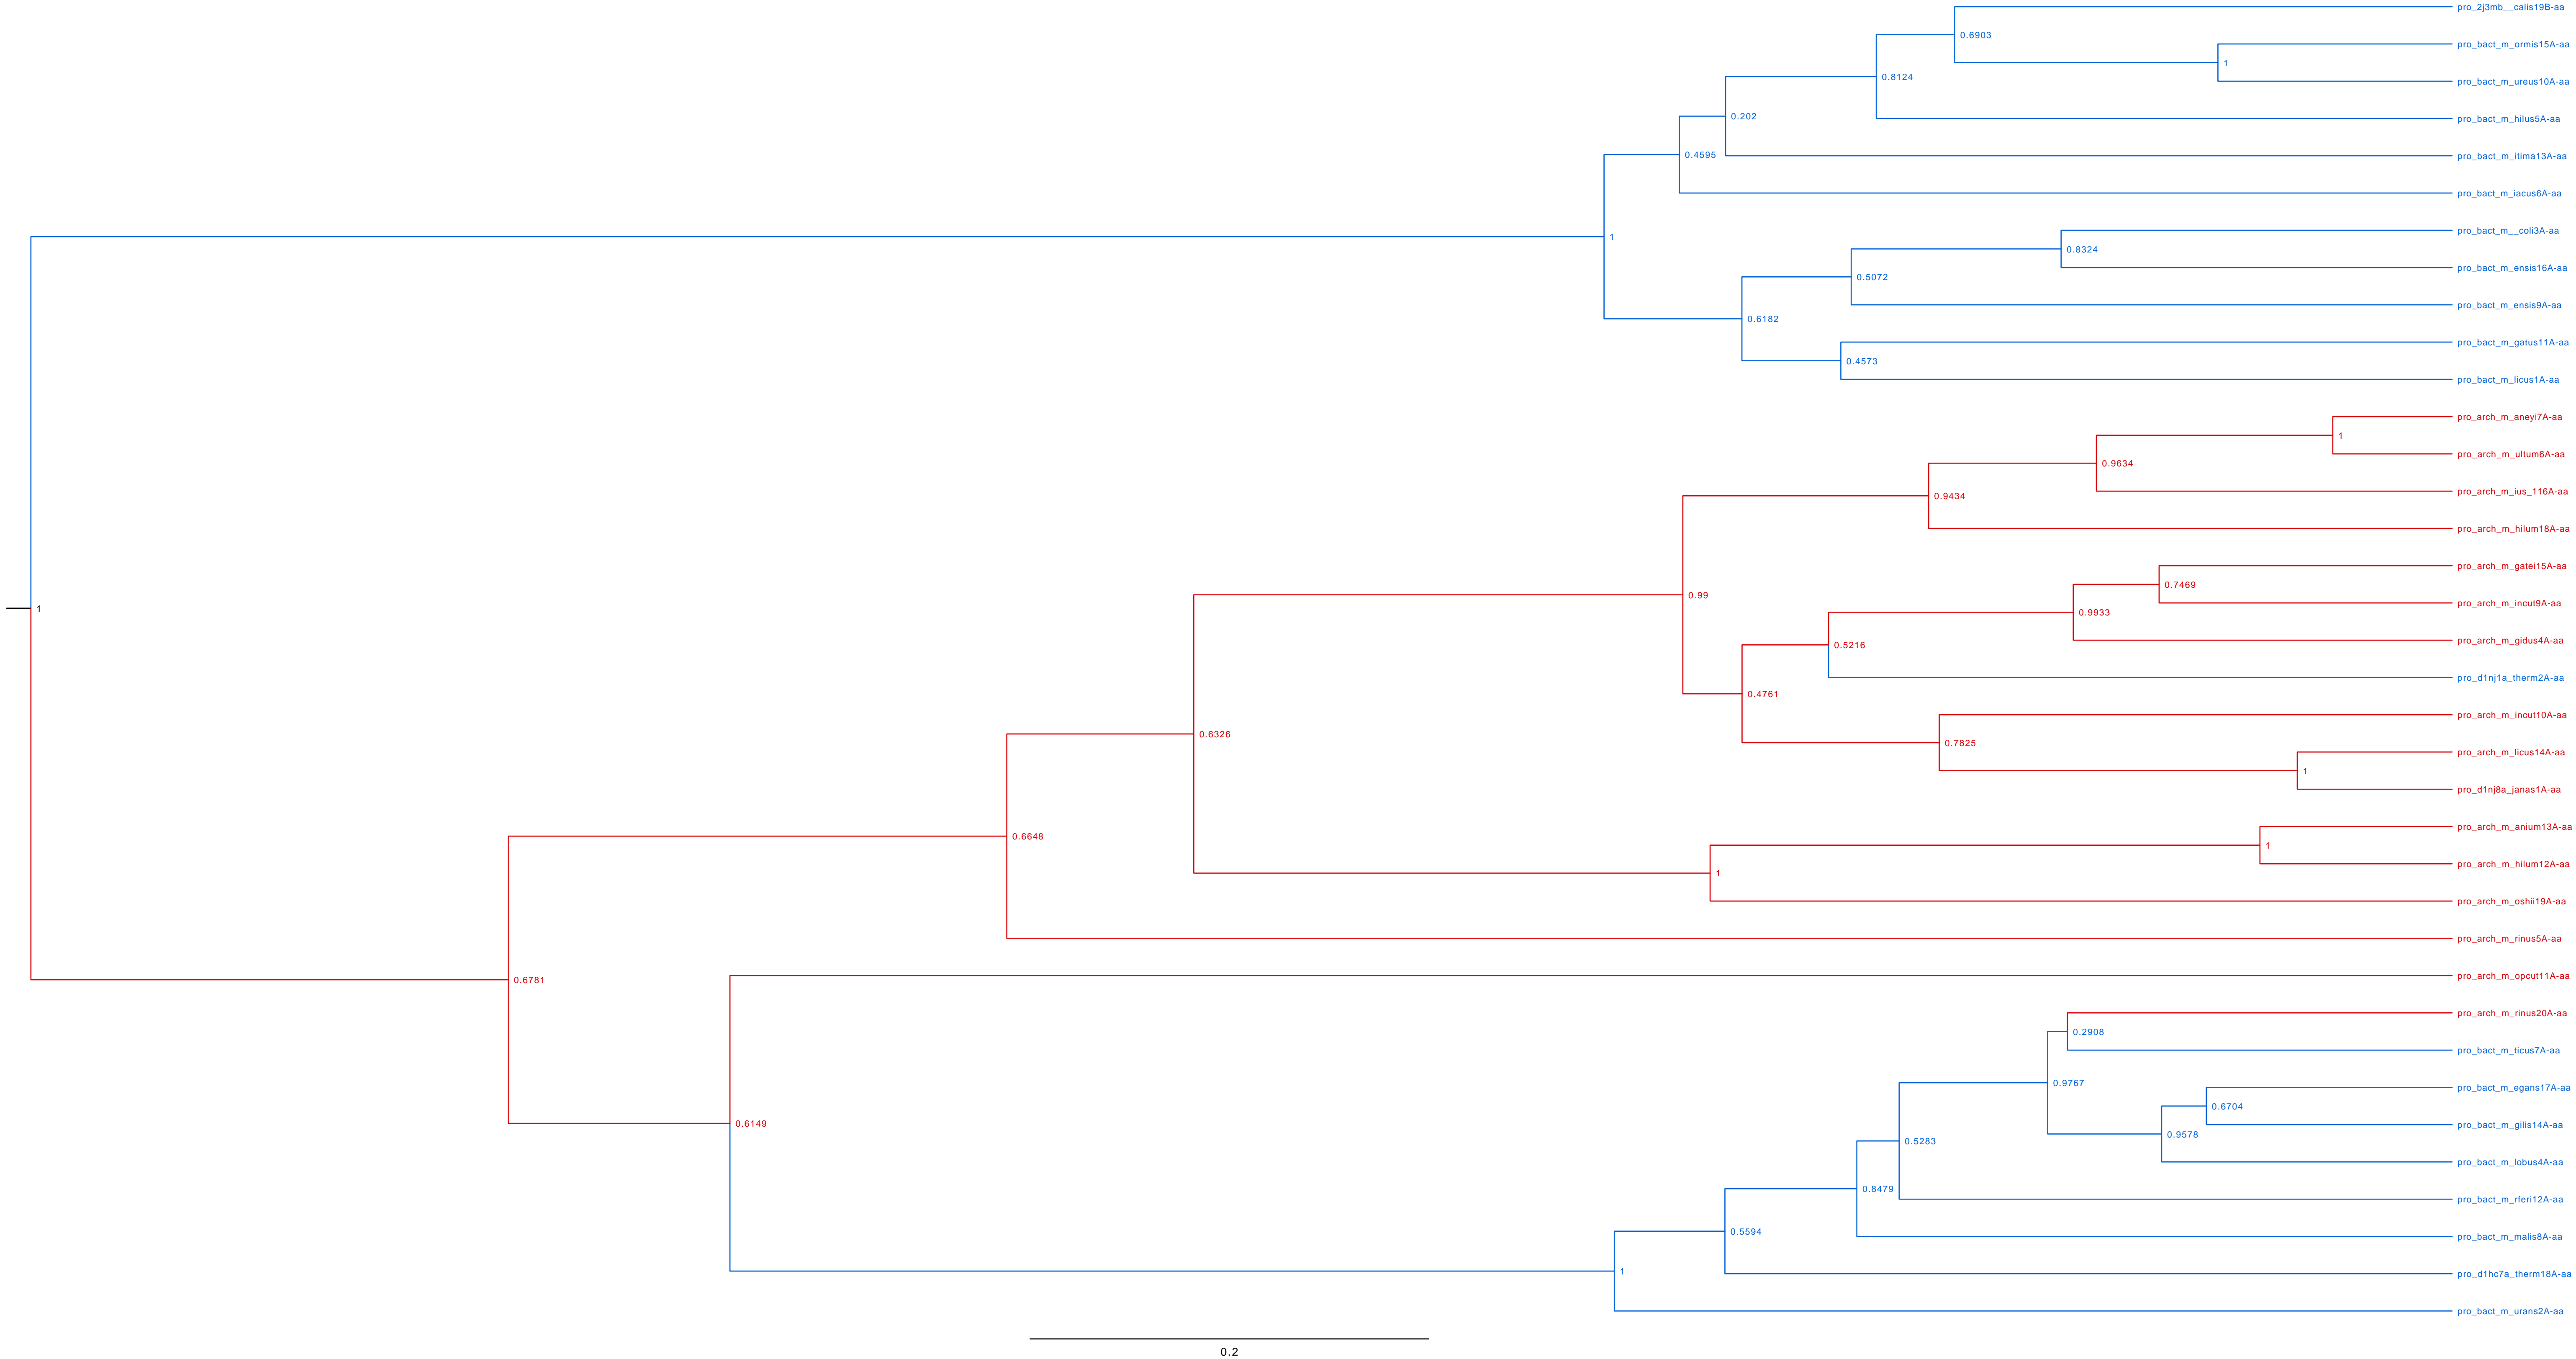 pro_2j3mb__calis19B-aa
0.6903
pro_bact_m_ormis15A-aa
1
pro_bact_m_ureus10A-aa
0.8124
pro_bact_m_hilus5A-aa
0.202
pro_bact_m_itima13A-aa
0.4595
pro_bact_m_iacus6A-aa
pro_bact_m__coli3A-aa
1
0.8324
pro_bact_m_ensis16A-aa
0.5072
pro_bact_m_ensis9A-aa
0.6182
pro_bact_m_gatus11A-aa
0.4573
pro_bact_m_licus1A-aa
pro_arch_m_aneyi7A-aa
1
pro_arch_m_ultum6A-aa
0.9634
pro_arch_m_ius_116A-aa
0.9434
pro_arch_m_hilum18A-aa
pro_arch_m_gatei15A-aa
0.7469
0.99
pro_arch_m_incut9A-aa
1
0.9933
pro_arch_m_gidus4A-aa
0.5216
pro_d1nj1a_therm2A-aa
0.4761
pro_arch_m_incut10A-aa
0.6326
0.7825
pro_arch_m_licus14A-aa
1
pro_d1nj8a_janas1A-aa
pro_arch_m_anium13A-aa
0.6648
1
pro_arch_m_hilum12A-aa
1
pro_arch_m_oshii19A-aa
pro_arch_m_rinus5A-aa
pro_arch_m_opcut11A-aa
0.6781
pro_arch_m_rinus20A-aa
0.2908
pro_bact_m_ticus7A-aa
0.9767
pro_bact_m_egans17A-aa
0.6704
0.6149
pro_bact_m_gilis14A-aa
0.9578
0.5283
pro_bact_m_lobus4A-aa
0.8479
pro_bact_m_rferi12A-aa
0.5594
pro_bact_m_malis8A-aa
1
pro_d1hc7a_therm18A-aa
pro_bact_m_urans2A-aa
0.2